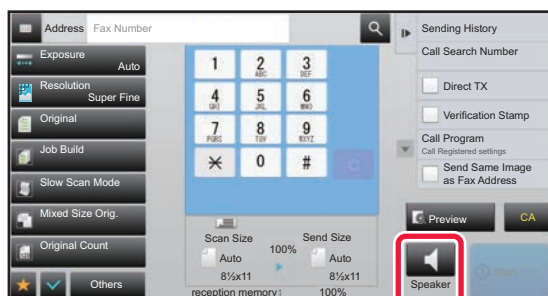 Address Fax Number
Exposure
Auto
Resolution
Super Fine
Original
Job Build
Slow Scan Mode
Mixed Size Orig.
Original Count
Others
1 2 3
ABC DEF
4 5 6
GHI JKL MNO
7 8 9
PQRS TUV WXYZ
0 #
C
Scan Size 100% Send Size
Auto Auto
8½x11 8½x11
reception memory: 100%
Sending History
Call Search Number
Direct TX
Verification Stamp
Call Program
Call Registered settings
Send Same Image
as Fax Address
Preview CA
Speaker Start